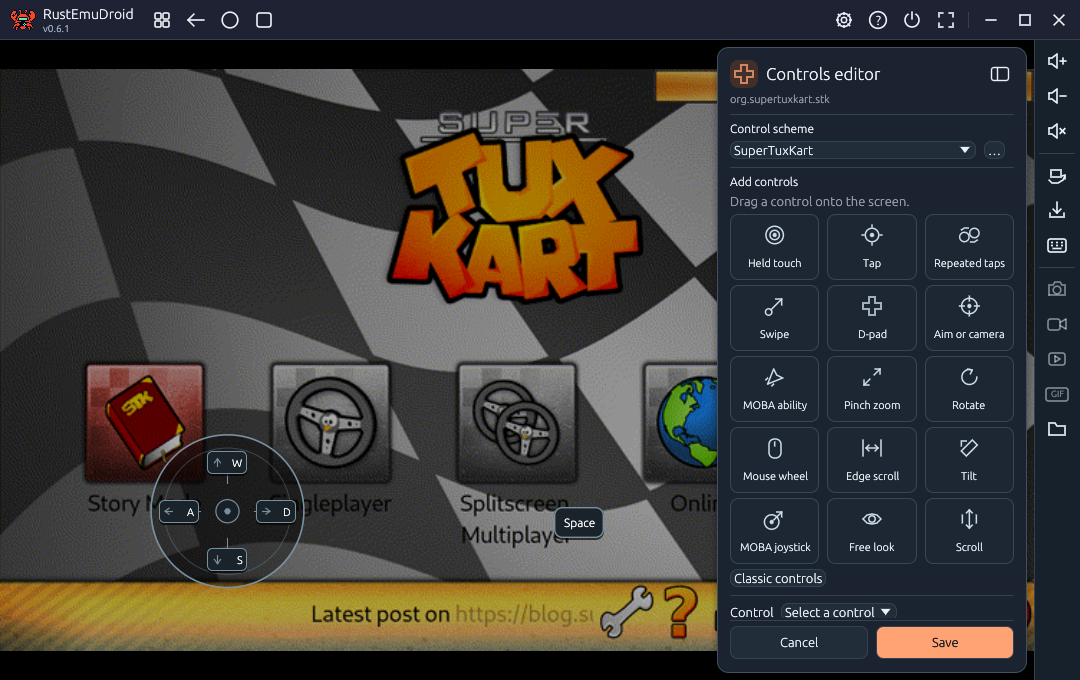 RustEmuDroid
v0.6.1
Controls editor
org.supertuxkart.stk
Control scheme
SuperTuxKart
...
Add controls
Drag a control onto the screen.
Held touch
Tap
Repeated taps
Swipe
D-pad
Aim or camera
MOBA ability
Pinch zoom
Rotate
Mouse wheel
Edge scroll
Tilt
MOBA joystick
Free look
Scroll
Classic controls
Control
Select a control
Cancel
Save
GIF
SUPER
TUX
KART
STK
W
A
D
S
Space
Story
Splitscreen
Multiplayer
Latest post on https://blog.su